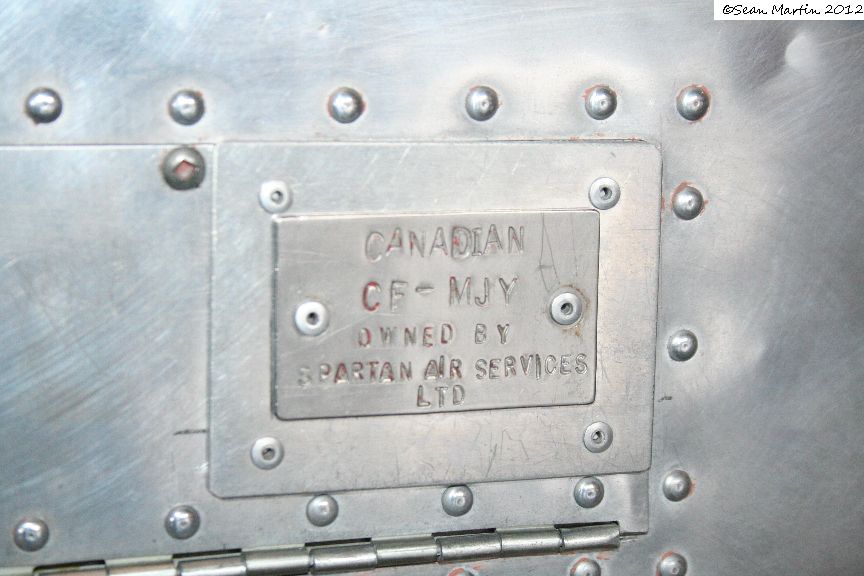 ©Sean Martin 2012
CANADIAN
CF-MJY
OWNED BY
SPARTAN AIR SERVICES
LTD